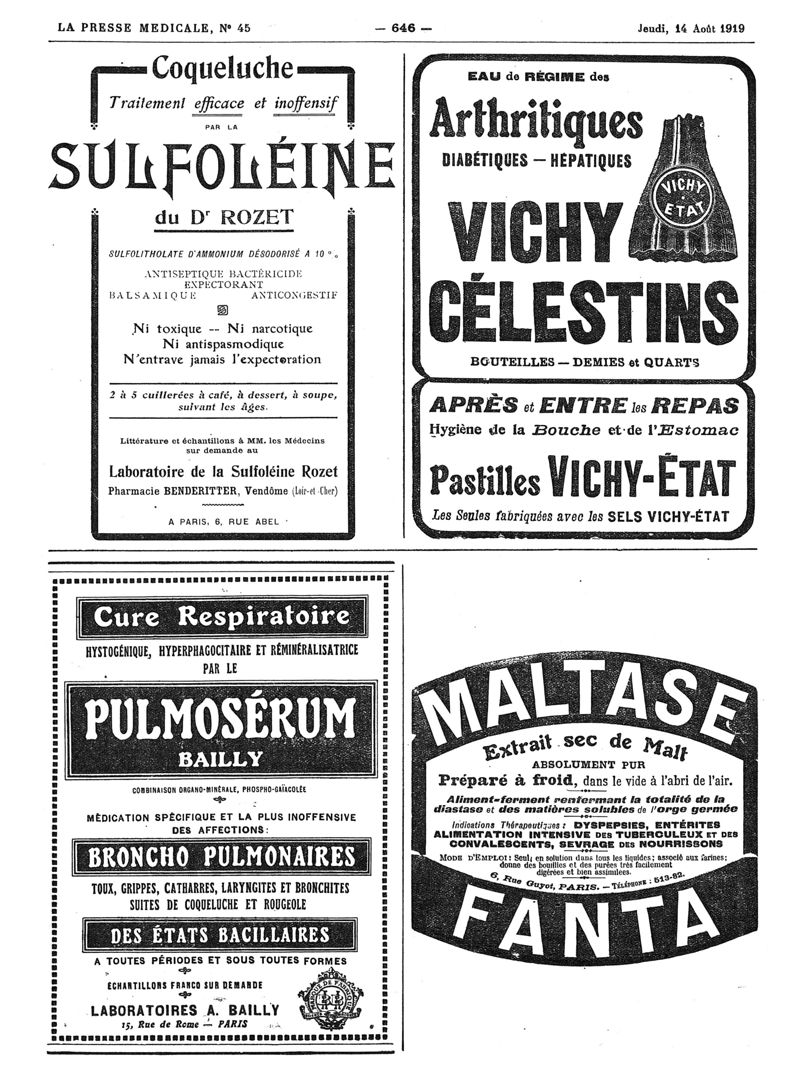 LA PRESSE MEDICALE, N° 45
— 646 —
Jeudi, 14 Août 1919
Coqueluche
Traitement efficace et inoffensif
PAR LA
SULFOLÉINE
du Dr ROZET
SULFOLITHOLATE D'AMMONIUM DÉSODORISÉ A 10 %
ANTISEPTIQUE BACTÉRICIDE
EXPECTORANT
BALSAMIQUE ANTICONGESTIF
Ni toxique -- Ni narcotique
Ni antispasmodique
N'entrave jamais l'expectoration
2 à 5 cuillerées à café, à dessert, à soupe,
suivant les âges.
Littérature et échantillons à MM. les Médecins
sur demande au
Laboratoire de la Sulfoléine Rozet
Pharmacie BENDERITTER, Vendôme (Loir-et-Cher)
A PARIS, 6, RUE ABEL
EAU de RÉGIME des
Arthritiques
DIABÉTIQUES — HÉPATIQUES
VICHY
ETAT
VICHY
CÉLESTINS
BOUTEILLES — DEMIES et QUARTS
APRÈS et ENTRE les REPAS
Hygiène de la Bouche et de l'Estomac
Pastilles VICHY-ÉTAT
Les Seules fabriquées avec les SELS VICHY-ÉTAT
Cure Respiratoire
HYSTOGÉNIQUE, HYPERPHAGOCITAIRE ET RÉMINÉRALISATRICE
PAR LE
PULMOSÉRUM
BAILLY
COMBINAISON ORGANO-MINÉRALE, PHOSPHO-GAÏACOLÉE
MÉDICATION SPÉCIFIQUE ET LA PLUS INOFFENSIVE
DES AFFECTIONS:
BRONCHO PULMONAIRES
TOUX, GRIPPES, CATHARRES, LARYNGITES ET BRONCHITES
SUITES DE COQUELUCHE ET ROUGEOLE
DES ÉTATS BACILLAIRES
A TOUTES PÉRIODES ET SOUS TOUTES FORMES
ÉCHANTILLONS FRANCO SUR DEMANDE
LABORATOIRES A. BAILLY
15, Rue de Rome — PARIS
MARQUE DE FABRIQUE
MALTASE
Extrait sec de Malt
ABSOLUMENT PUR
Préparé à froid, dans le vide à l'abri de l'air.
Aliment-ferment renfermant la totalité de la
diastase et des matières solubles de l'orge germée
Indications Thérapeutiques: DYSPEPSIES, ENTÉRITES
ALIMENTATION INTENSIVE DES TUBERCULEUX ET DES
CONVALESCENTS, SEVRAGE DES NOURRISSONS
MODE D'EMPLOI: Seul; en solution dans tous les liquides; associé aux farines;
donne des bouillies et des purées très facilement
digérées et bien assimilées.
6, Rue Guyot, PARIS. — TÉLÉPHONE: 513-82.
FANTA